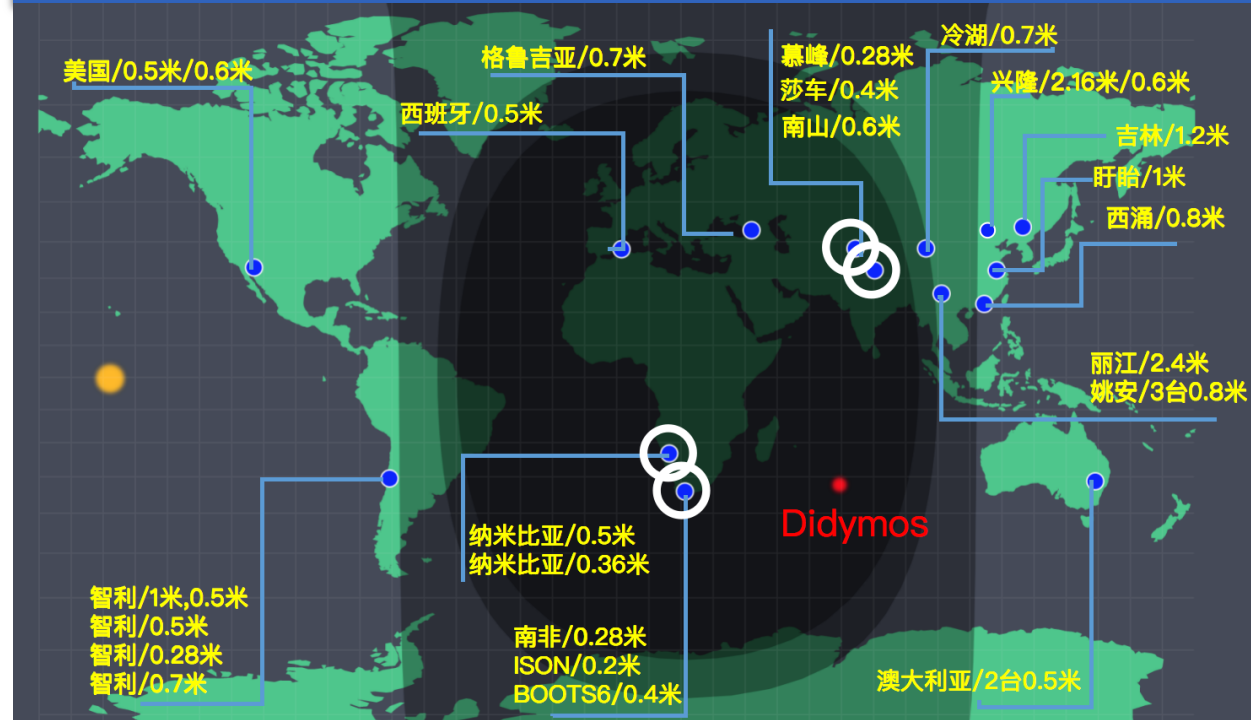 美国/0.5米/0.6米
格鲁吉亚/0.7米
西班牙/0.5米
慕峰/0.28米
莎车/0.4米
南山/0.6米
冷湖/0.7米
兴隆/2.16米/0.6米
吉林/1.2米
盱眙/1米
西涌/0.8米
丽江/2.4米
姚安/3台0.8米
Didymos
纳米比亚/0.5米
纳米比亚/0.36米
智利/1米,0.5米
智利/0.5米
智利/0.28米
智利/0.7米
南非/0.28米
ISON/0.2米
BOOTS6/0.4米
澳大利亚/2台0.5米